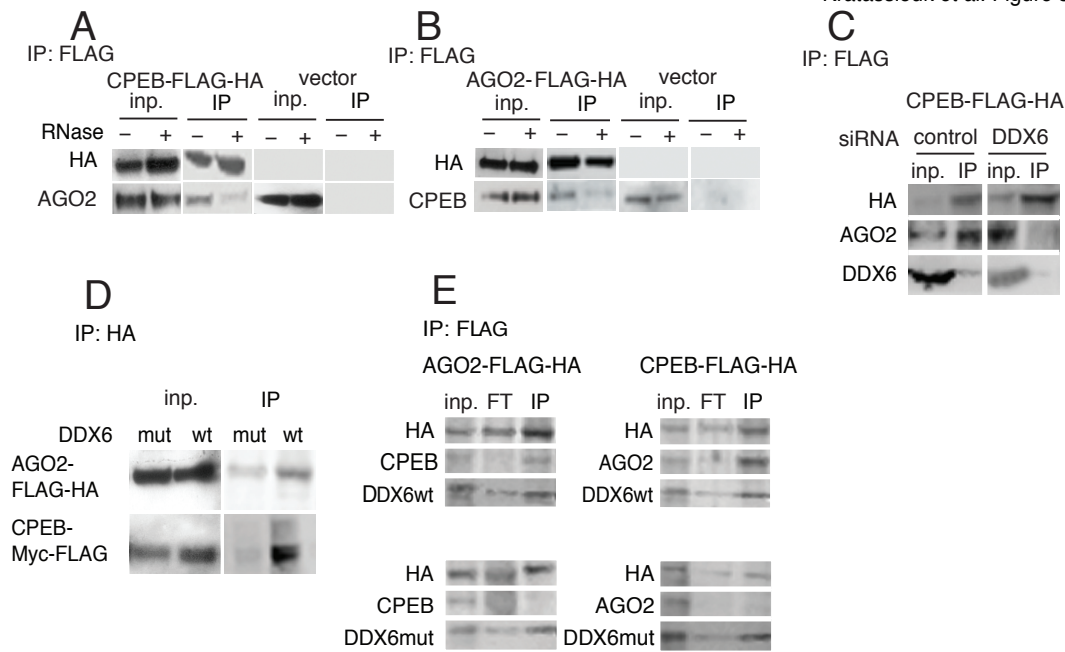 A
IP: FLAG
CPEB-FLAG-HA vector
inp. IP inp. IP
RNase – + – + – + – +
HA
AGO2
B
IP: FLAG
AGO2-FLAG-HA vector
inp. IP inp. IP
– + – + – + – +
HA
CPEB
C
IP: FLAG
CPEB-FLAG-HA
siRNA control DDX6
inp. IP inp. IP
HA
AGO2
DDX6
D
IP: HA
inp. IP
DDX6 mut wt mut wt
AGO2-
FLAG-HA
CPEB-
Myc-FLAG
E
IP: FLAG
AGO2-FLAG-HA CPEB-FLAG-HA
inp. FT IP inp. FT IP
HA HA
CPEB AGO2
DDX6wt DDX6wt
HA HA
CPEB AGO2
DDX6mut DDX6mut